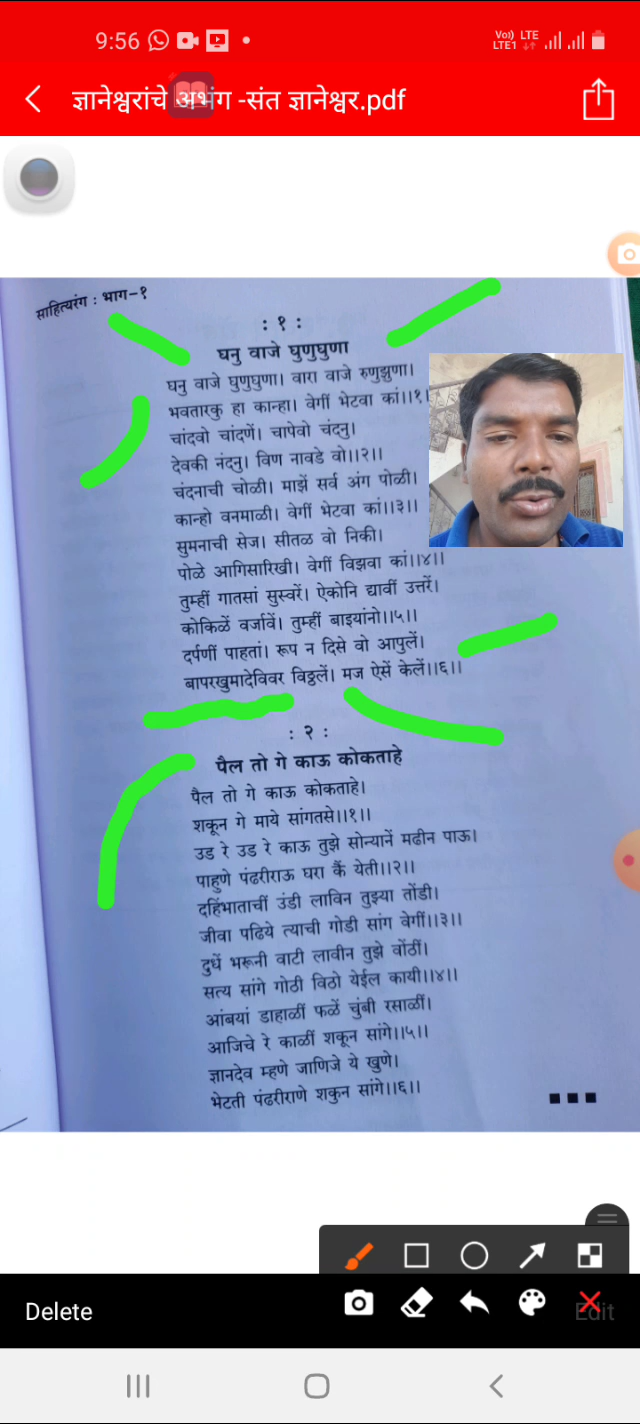 9:56
Vo) LTE
LTE1
ज्ञानेश्वरांचे अभंग -संत ज्ञानेश्वर.pdf
साहित्यरंग : भाग-१
: १ :
घनु वाजे घुणुघुणा
घनु वाजे घुणुघुणा। वारा वाजे रुणुझुणा।
भवतारकु हा कान्हा। वेगीं भेटवा कां।।१।
चांदवो चांदणें। चापेवो चंदनु।
देवकी नंदनु। विण नावडे वो।।२।।
चंदनाची चोळी। माझें सर्व अंग पोळी।
कान्हो वनमाळी। वेगीं भेटवा कां।।३।।
सुमनाची सेज। सीतळ वो निकी।
पोळे आगिसारिखी। वेगीं विझवा कां।।४।।
तुम्हीं गातसां सुस्वरें। ऐकोनि द्यावीं उत्तरें।
कोकिळें वर्जावें। तुम्हीं बाइयांनो।।५।।
दर्पणीं पाहतां। रूप न दिसे वो आपुलें।
बापरखुमादेविवर विठ्ठलें। मज ऐसें केलें।।६।।
: २ :
पैल तो गे काऊ कोकताहे
पैल तो गे काऊ कोकताहे।
शकून गे माये सांगतसे।।१।।
उड रे उड रे काऊ तुझे सोन्यानें मढीन पाऊ।
पाहुणे पंढरीराऊ घरा कैं येती।।२।।
दहिंभाताचीं उंडी लाविन तुझ्या तोंडी।
जीवा पढिये त्याची गोडी सांग वेगीं।।३।।
दुधें भरूनी वाटी लावीन तुझे वोंठीं।
सत्य सांगे गोठी विठो येईल कायी।।४।।
आंबयां डाहाळीं फळें चुंबी रसाळीं।
आजिचे रे काळीं शकून सांगे।।५।।
ज्ञानदेव म्हणे जाणिजे ये खुणे।
भेटती पंढरीराणे शकुन सांगे।।६।।
Delete
Edit